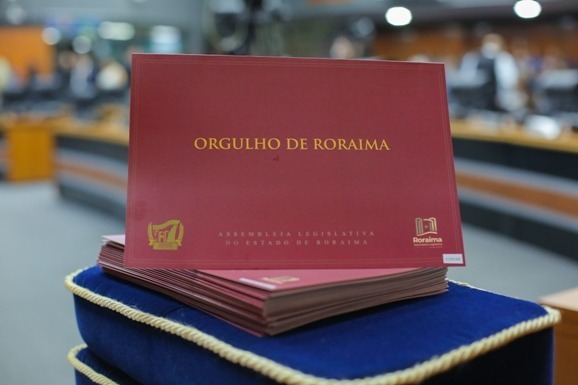 ORGULHO DE RORAIMA
ASSEMBLEIA LEGISLATIVA
DO ESTADO DE RORAIMA
Roraima